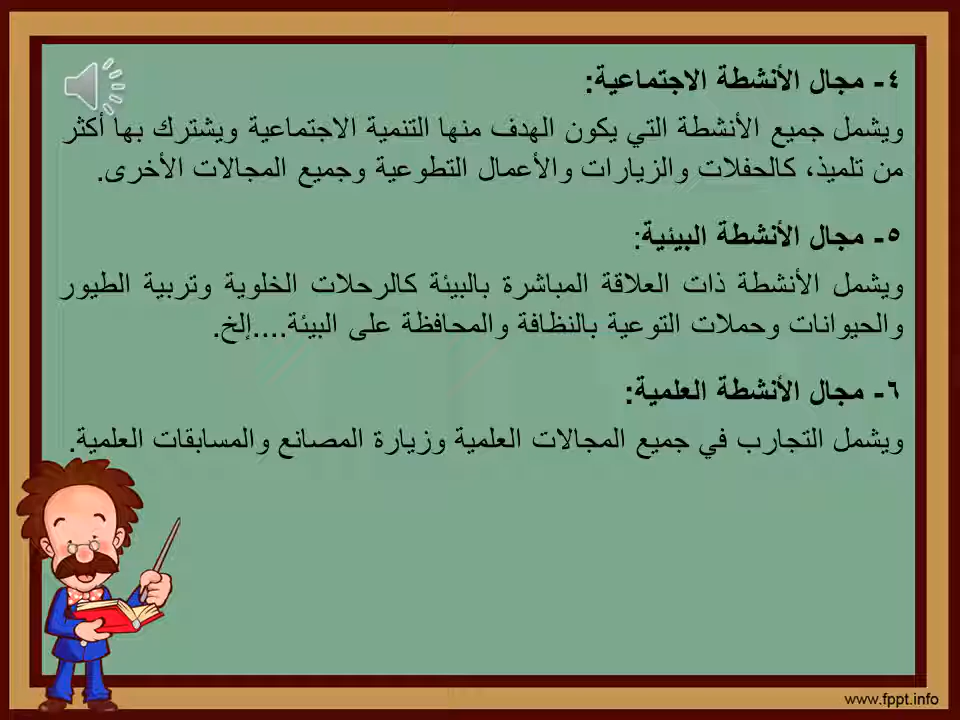 ٤- مجال الأنشطة الاجتماعية:
ويشمل جميع الأنشطة التي يكون الهدف منها التنمية الاجتماعية ويشترك بها أكثر
من تلميذ، كالحفلات والزيارات والأعمال التطوعية وجميع المجالات الأخرى.
٥- مجال الأنشطة البيئية:
ويشمل الأنشطة ذات العلاقة المباشرة بالبيئة كالرحلات الخلوية وتربية الطيور
والحيوانات وحملات التوعية بالنظافة والمحافظة على البيئة....إلخ.
٦- مجال الأنشطة العلمية:
ويشمل التجارب في جميع المجالات العلمية وزيارة المصانع والمسابقات العلمية.
www.fppt.info